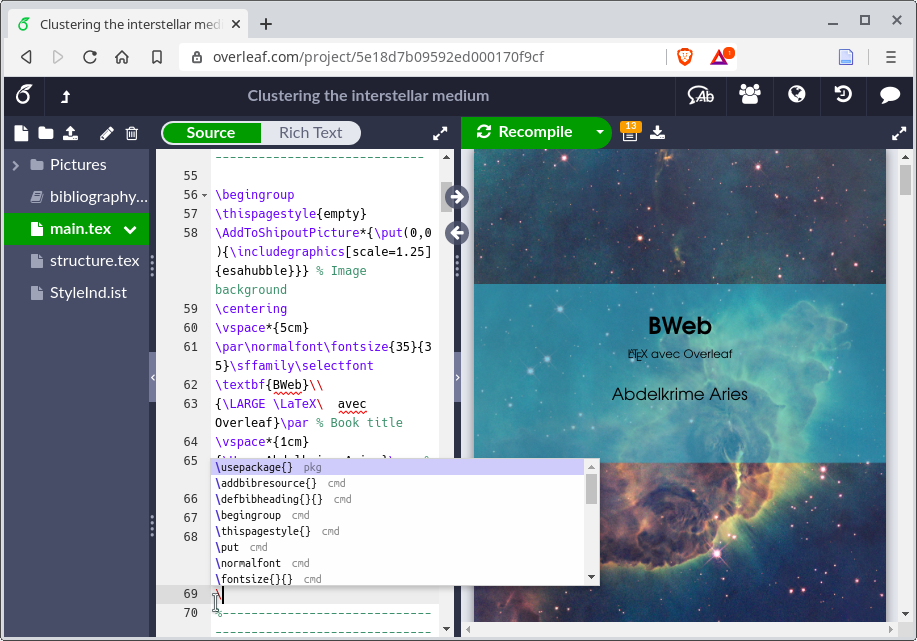 Clustering the interstellar med
overleaf.com/project/5e18d7b09592ed000170f9cf
1
Clustering the interstellar medium
Ab
Source
Rich Text
Recompile
13
Pictures
bibliography...
main.tex
structure.tex
StyleInd.ist
----------------------------
55
56 \begingroup
57 \thispagestyle{empty}
58 \AddToShipoutPicture*{\put(0,0
){\includegraphics[scale=1.25]
{esahubble}}} % Image
background
59 \centering
60 \vspace*{5cm}
61 \par\normalfont\fontsize{35}{3
5}\sffamily\selectfont
62 \textbf{BWeb}\\
63 {\LARGE \LaTeX\  avec
Overleaf}\par % Book title
64 \vspace*{1cm}
65
\usepackage{} pkg
\addbibresource{} cmd
\defbibheading{}{} cmd
66
\begingroup cmd
67
\thispagestyle{} cmd
68
\put cmd
\normalfont cmd
\fontsize{}{} cmd
69 \
70 %----------------------------
-----------------------------
BWeb
LATEX avec Overleaf
Abdelkrime Aries